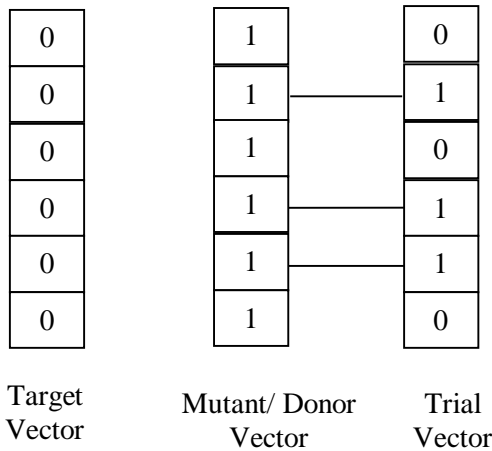 0 1 0
0 1 1
0 1 0
0 1 1
0 1 1
0 1 0
Target Vector
Mutant/ Donor Vector
Trial Vector